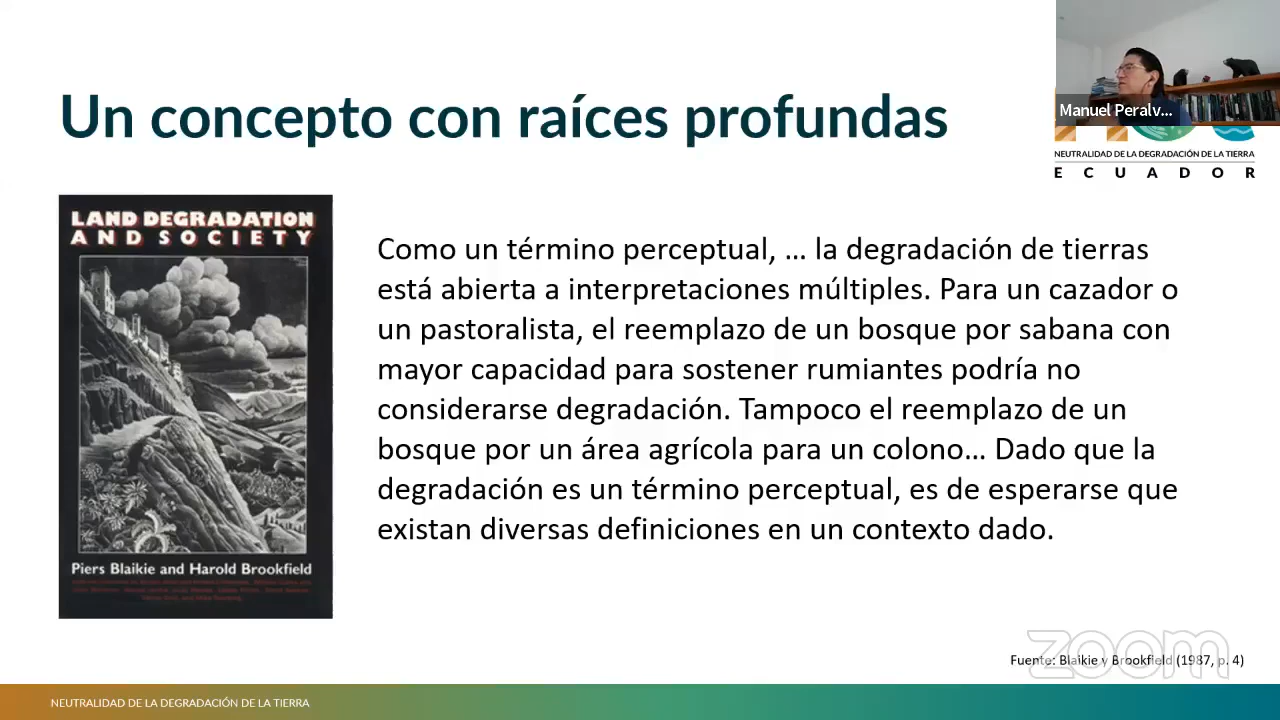 Un concepto con raíces profundas
Manuel Peralv...
NEUTRALIDAD DE LA DEGRADACIÓN DE LA TIERRA
ECUADOR
LAND DEGRADATION
AND SOCIETY
Piers Blaikie and Harold Brookfield
Como un término perceptual, ... la degradación de tierras
está abierta a interpretaciones múltiples. Para un cazador o
un pastoralista, el reemplazo de un bosque por sabana con
mayor capacidad para sostener rumiantes podría no
considerarse degradación. Tampoco el reemplazo de un
bosque por un área agrícola para un colono... Dado que la
degradación es un término perceptual, es de esperarse que
existan diversas definiciones en un contexto dado.
zoom
Fuente: Blaikie y Brookfield (1987, p. 4)
NEUTRALIDAD DE LA DEGRADACIÓN DE LA TIERRA